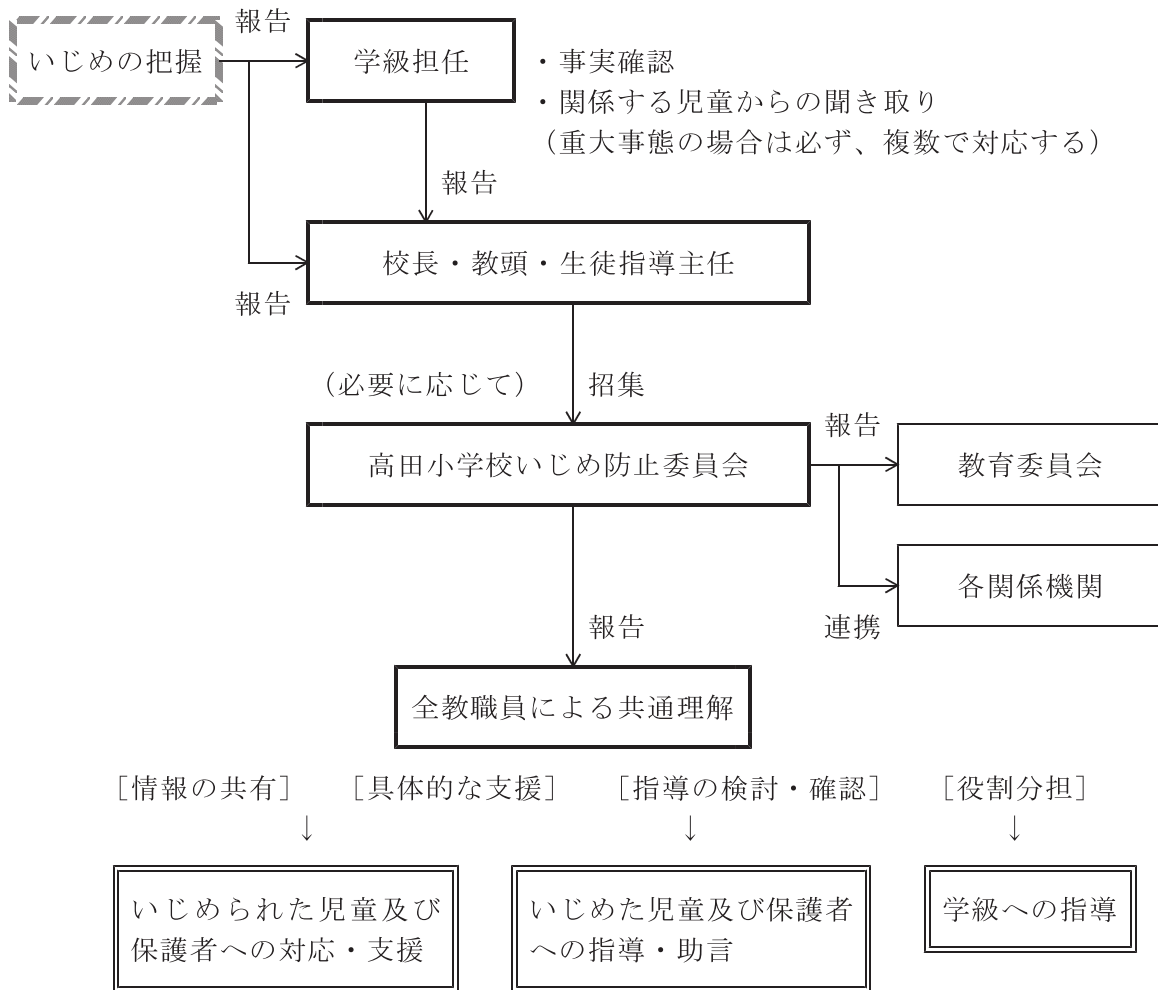 報告
いじめの把握
学級担任
・事実確認
・関係する児童からの聞き取り
（重大事態の場合は必ず、複数で対応する）
報告
校長・教頭・生徒指導主任
報告
（必要に応じて）
招集
報告
高田小学校いじめ防止委員会
教育委員会
各関係機関
連携
報告
全教職員による共通理解
［情報の共有］
［具体的な支援］
［指導の検討・確認］
［役割分担］
↓
↓
↓
いじめられた児童及び
保護者への対応・支援
いじめた児童及び保護者
への指導・助言
学級への指導